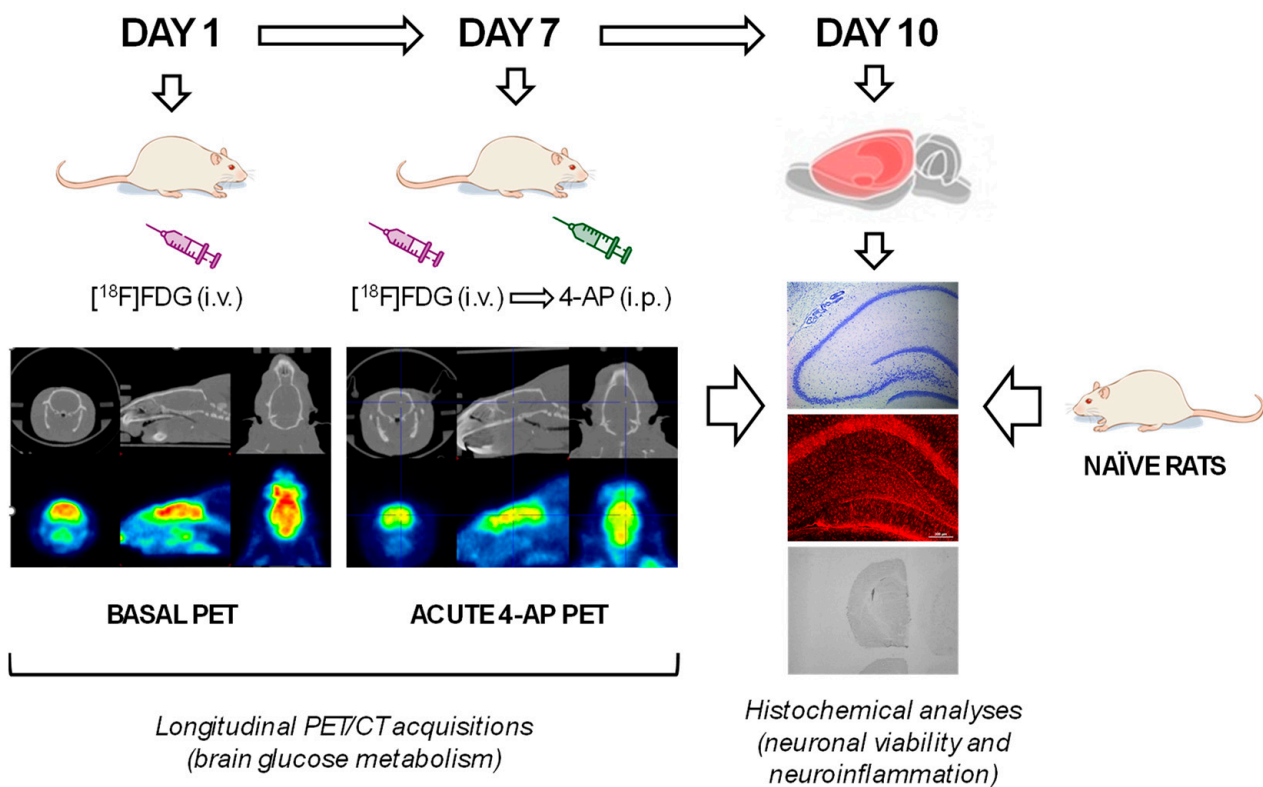 DAY 1
DAY 7
DAY 10
[¹⁸F]FDG (i.v.)
[¹⁸F]FDG (i.v.) ⇒ 4-AP (i.p.)
NAÏVE RATS
BASAL PET
ACUTE 4-AP PET
Longitudinal PET/CT acquisitions
(brain glucose metabolism)
Histochemical analyses
(neuronal viability and
neuroinflammation)